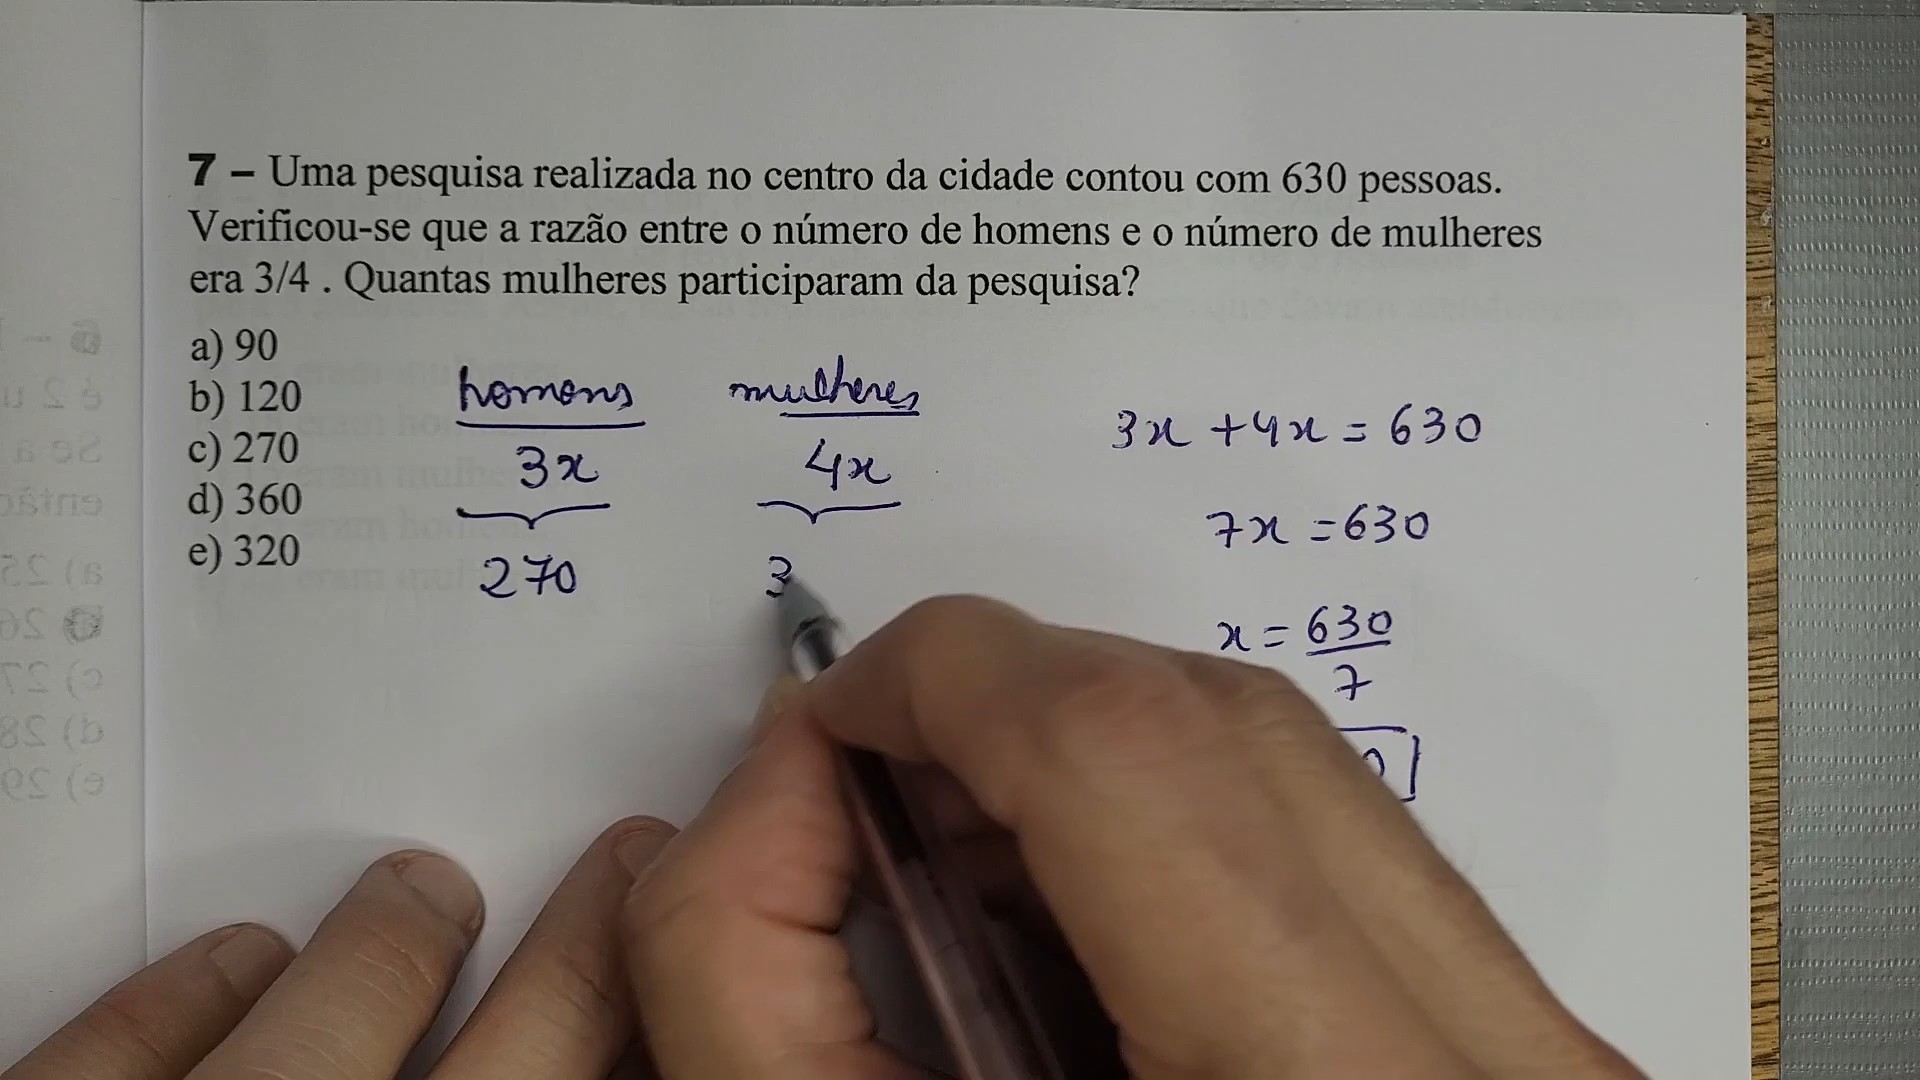 7 – Uma pesquisa realizada no centro da cidade contou com 630 pessoas.
Verificou-se que a razão entre o número de homens e o número de mulheres
era 3/4 . Quantas mulheres participaram da pesquisa?
a) 90
b) 120
c) 270
d) 360
e) 320
homens mulheres
3x 4x
270 3
3x + 4x = 630
7x = 630
x = 630
7